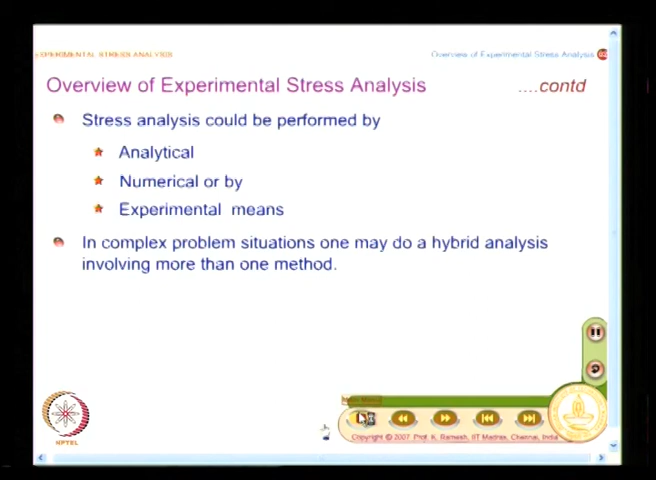 EXPERIMENTAL STRESS ANALYSIS
Overview of Experimental Stress Analysis
Overview of Experimental Stress Analysis ....contd
Stress analysis could be performed by
Analytical
Numerical or by
Experimental means
In complex problem situations one may do a hybrid analysis
involving more than one method.
NPTEL
Copyright © 2007 Prof. K. Ramesh, IIT Madras, Chennai, India